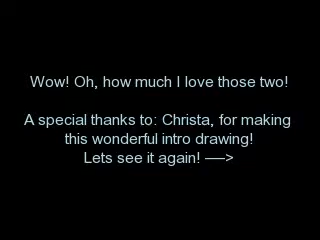 Wow! Oh, how much I love those two!
A special thanks to: Christa, for making
this wonderful intro drawing!
Lets see it again! ---->